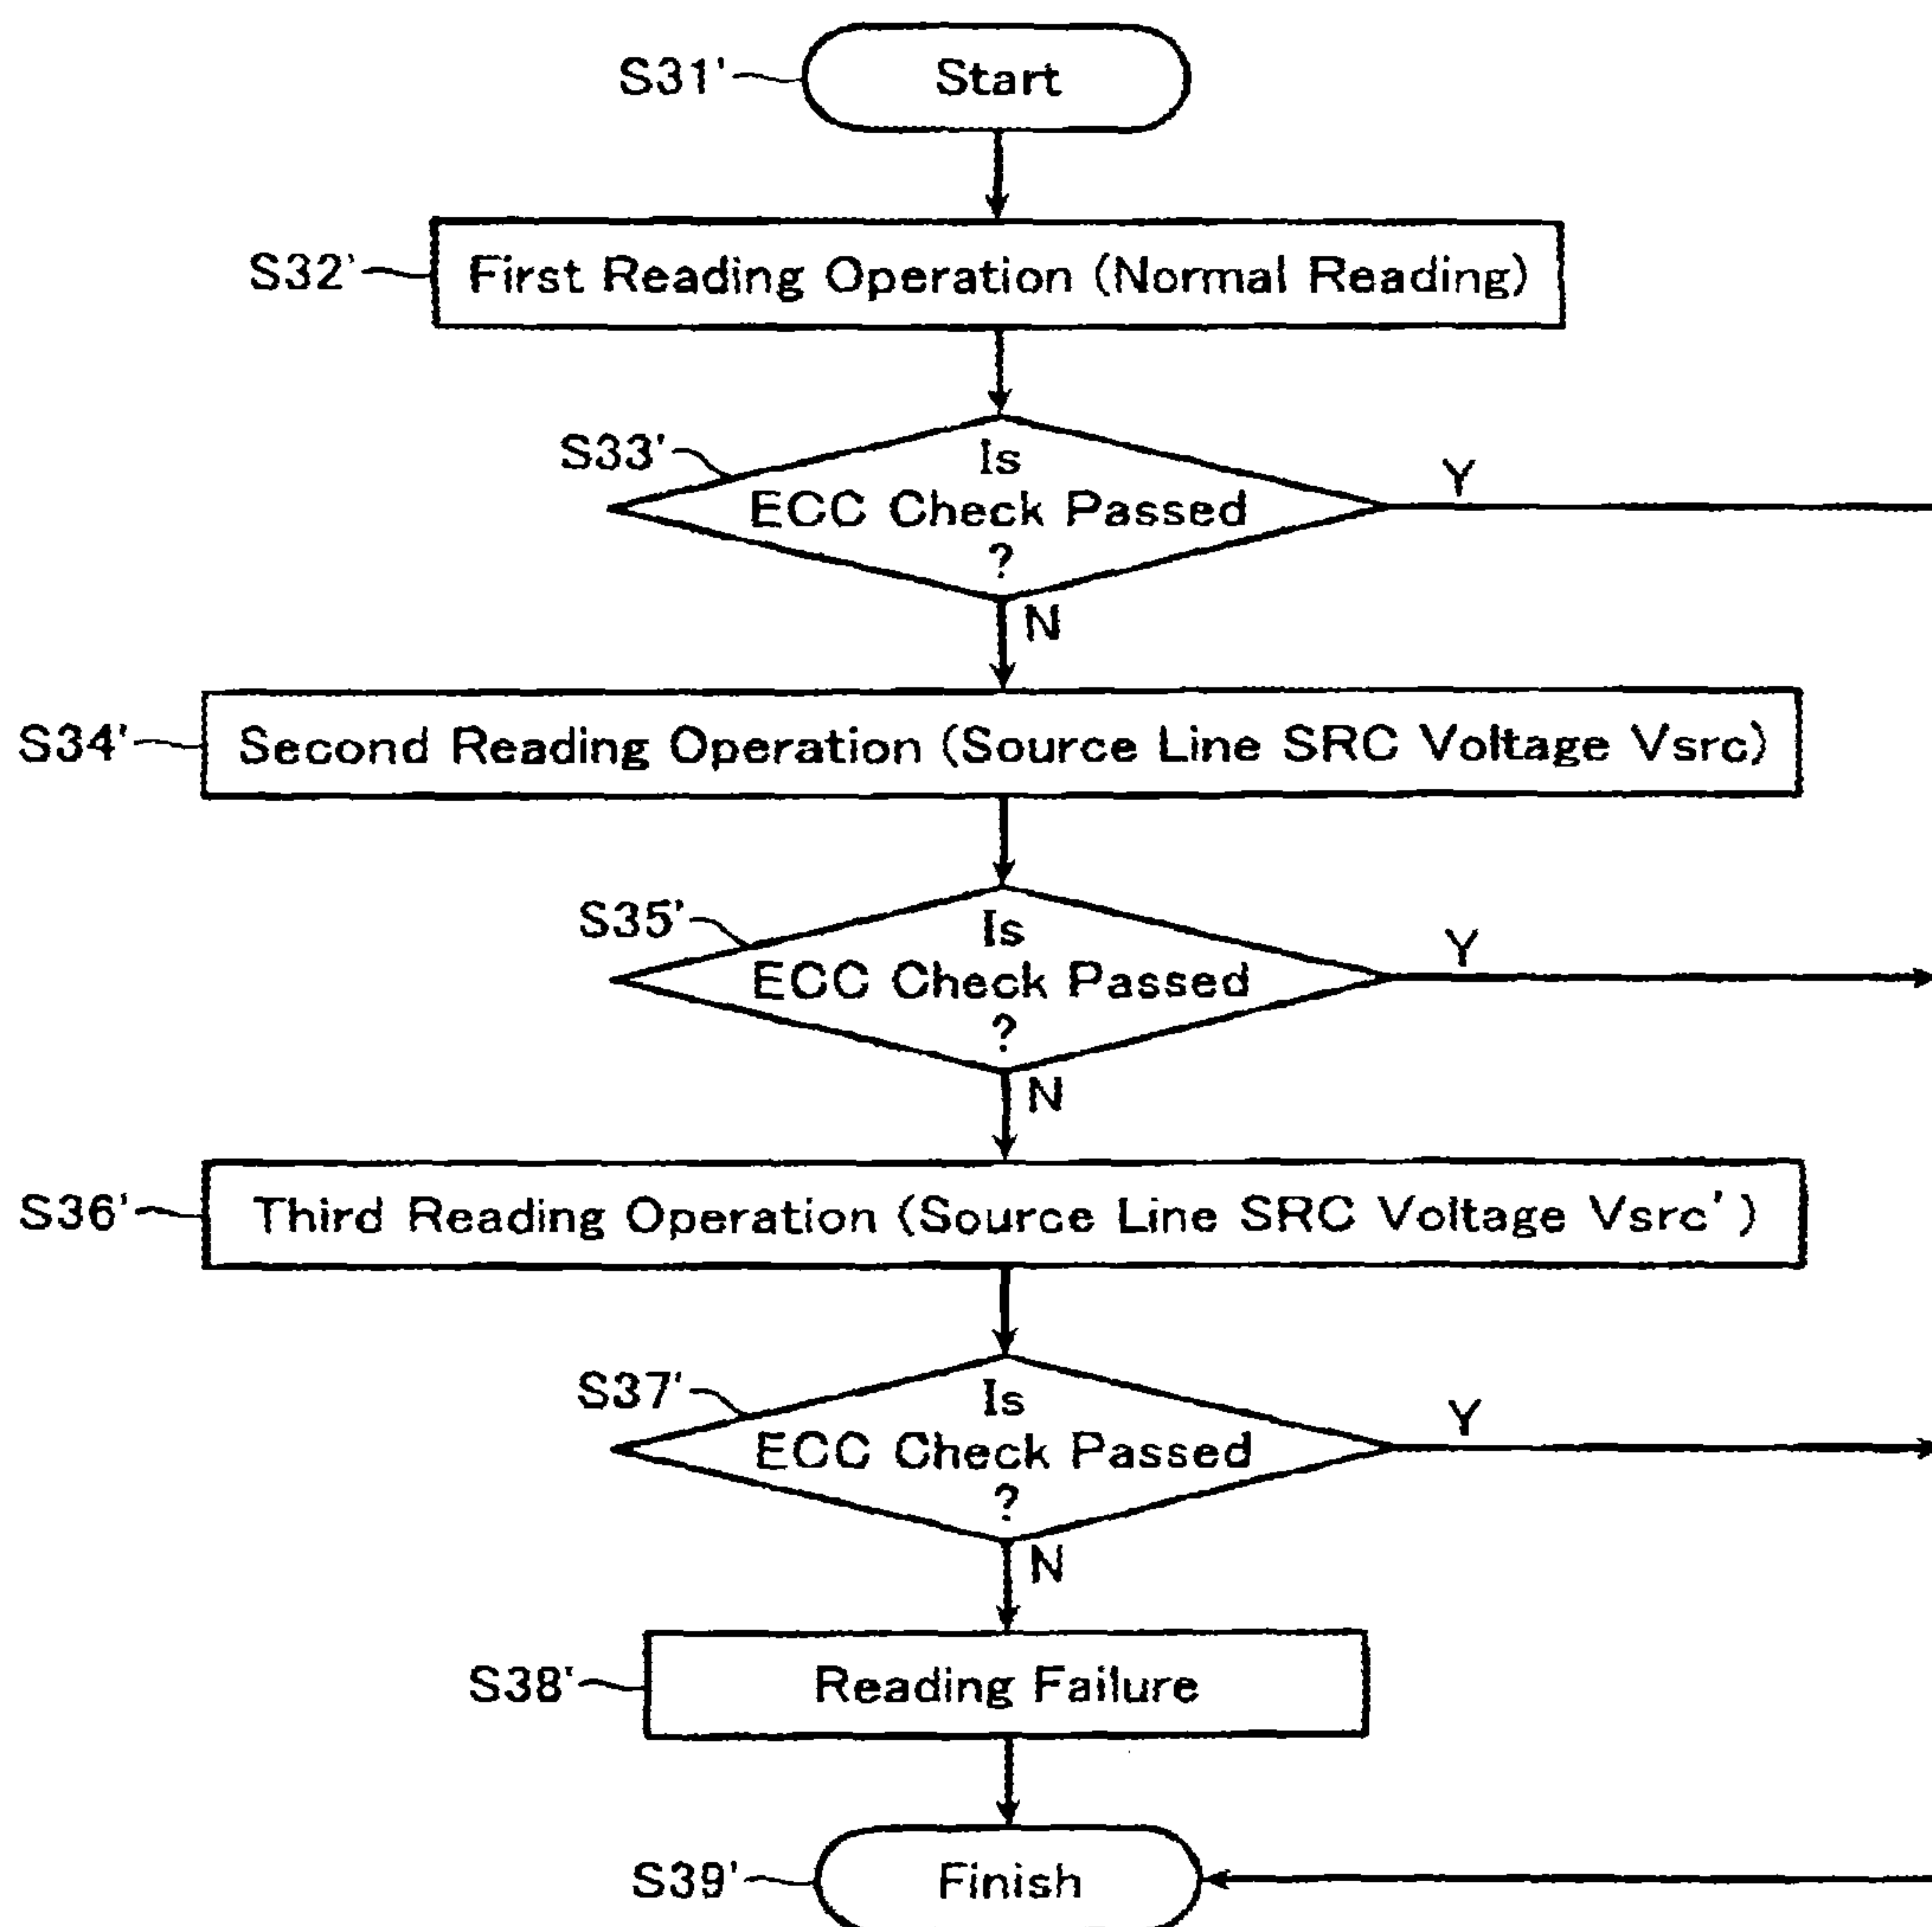 S31' Start
S32' First Reading Operation (Normal Reading)
S33' Is
ECC Check Passed
?
Y
N
S34' Second Reading Operation (Source Line SRC Voltage Vsrc)
S35' Is
ECC Check Passed
?
Y
N
S36' Third Reading Operation (Source Line SRC Voltage Vsrc')
S37' Is
ECC Check Passed
?
Y
N
S38' Reading Failure
S39' Finish